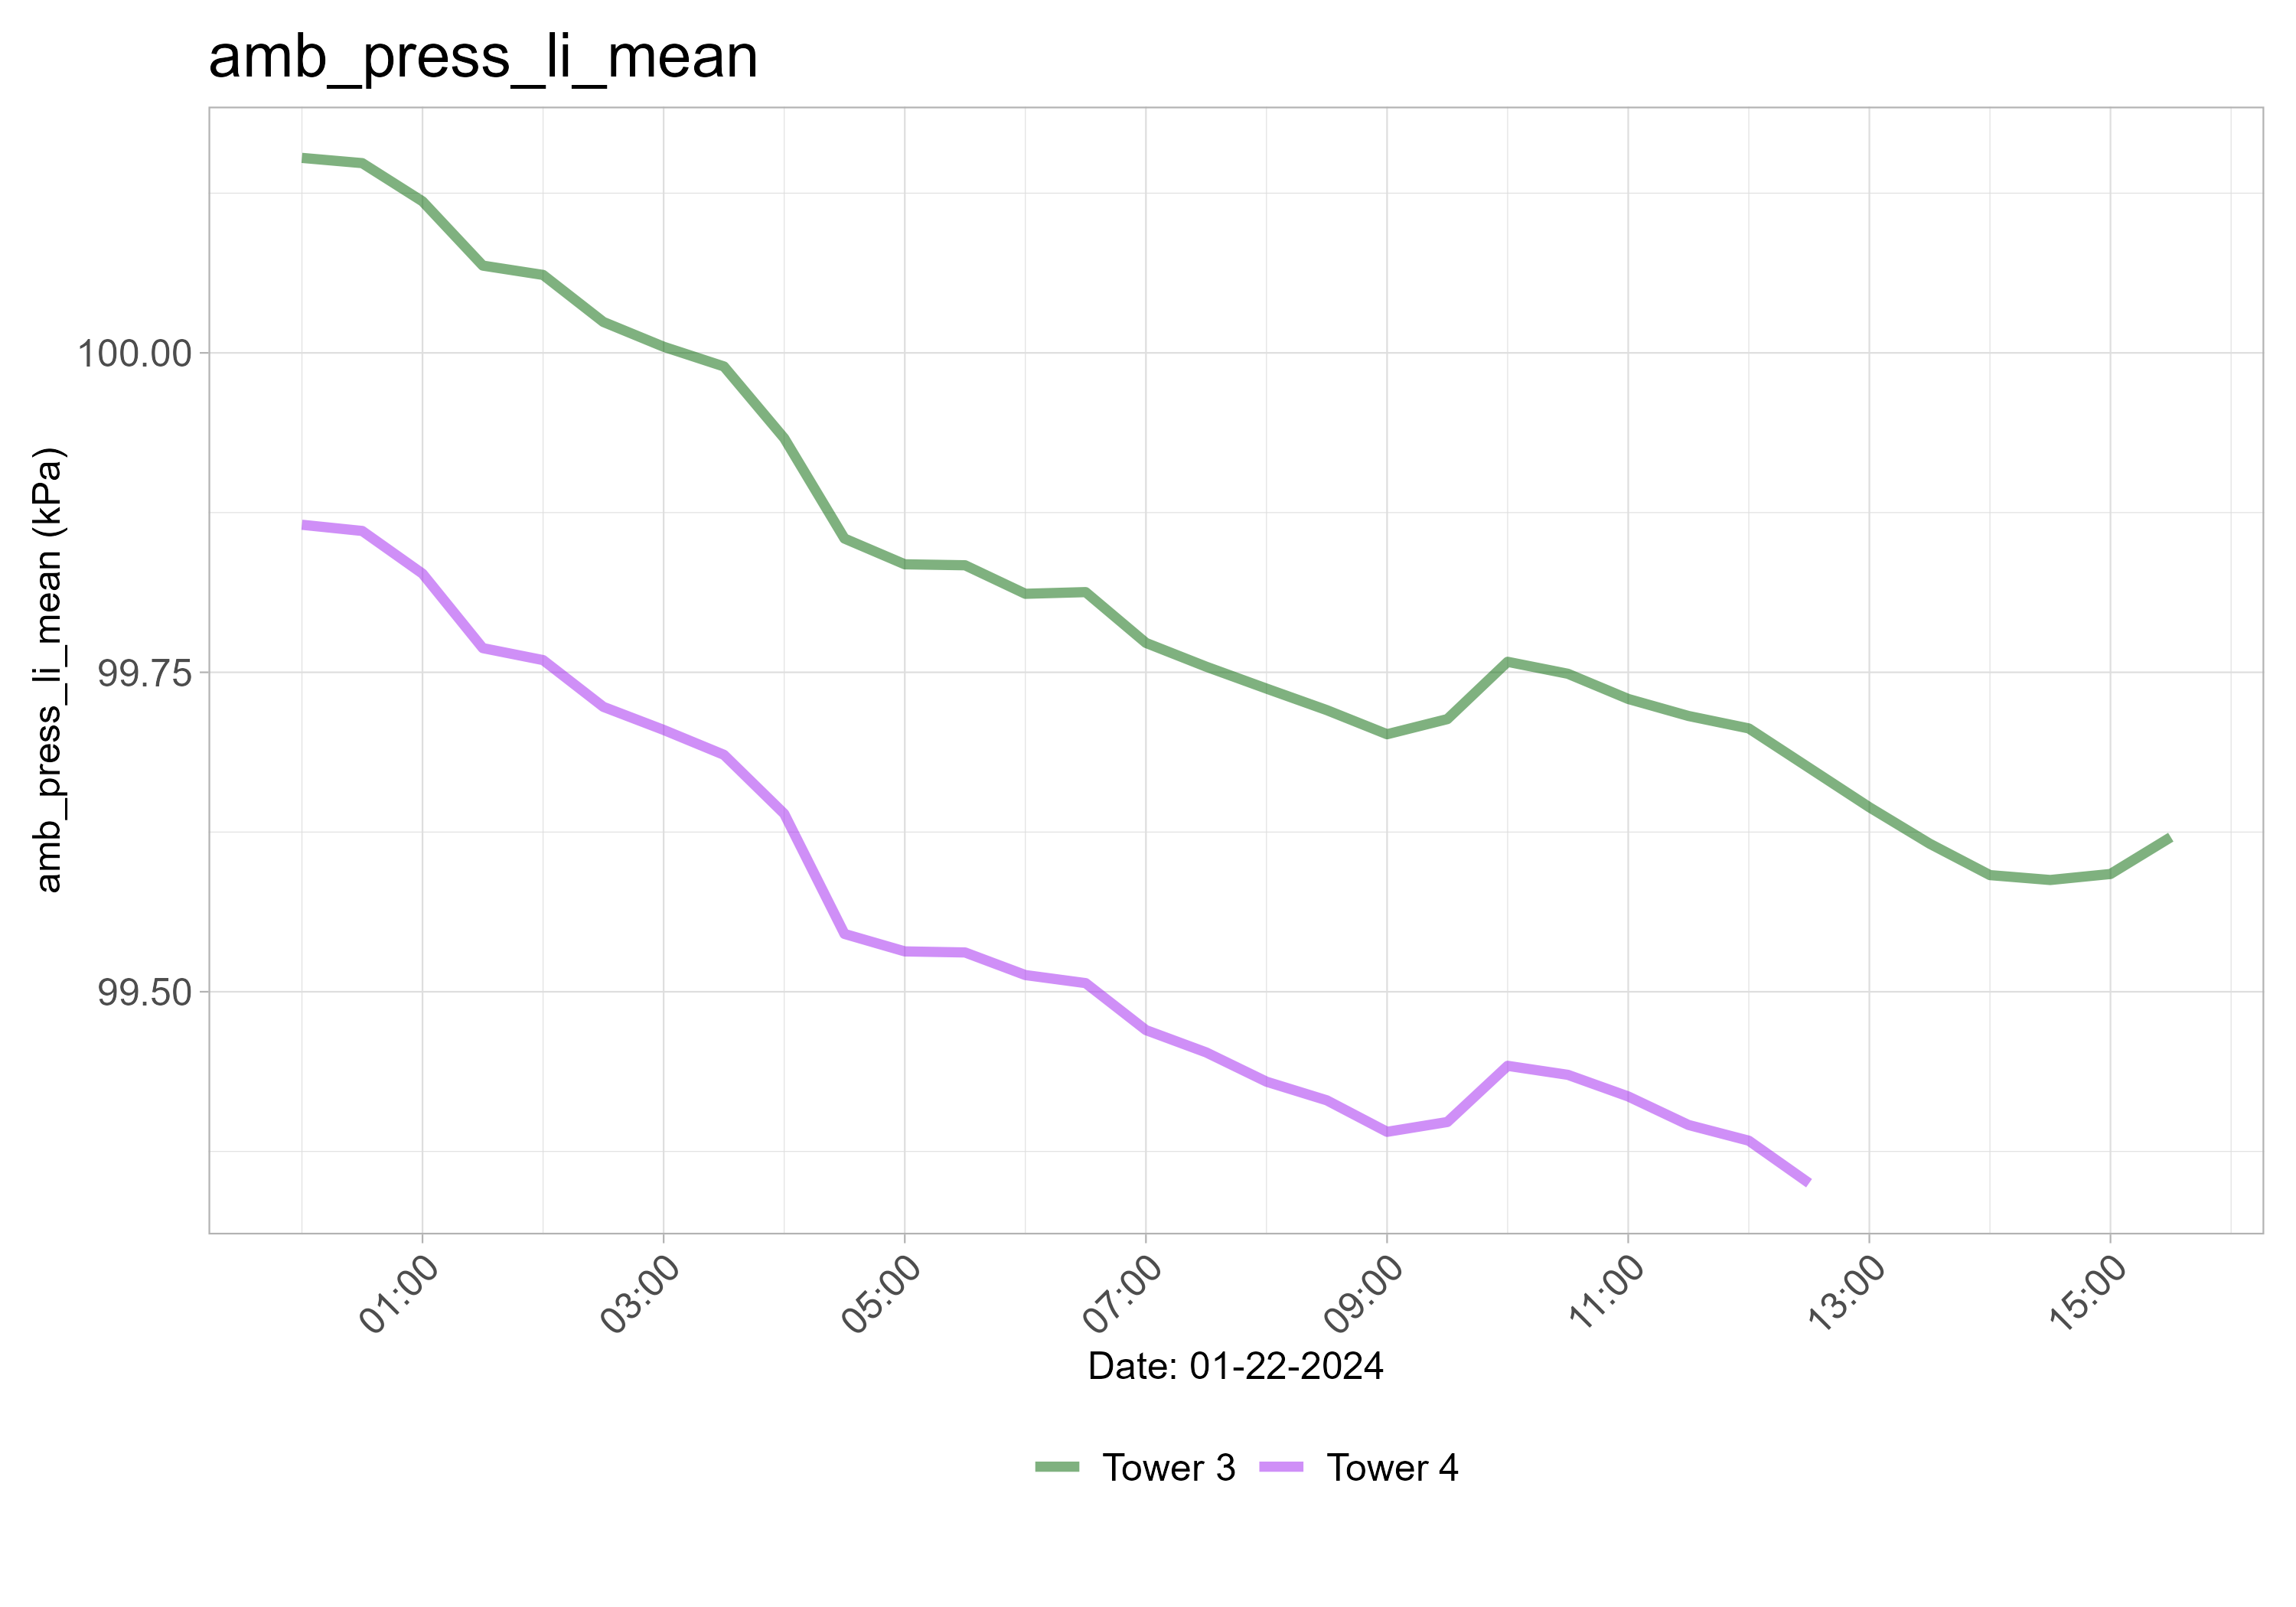 amb_press_li_mean
amb_press_li_mean (kPa)
100.00
99.75
99.50
01:00
03:00
05:00
07:00
09:00
11:00
13:00
15:00
Date: 01-22-2024
Tower 3
Tower 4